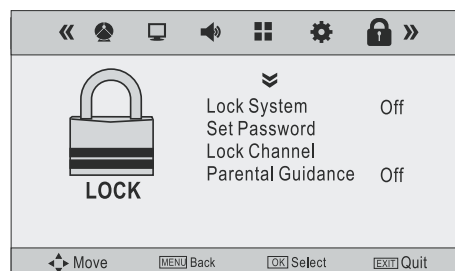 Lock System Off
Set Password
Lock Channel
Parental Guidance Off
LOCK
Move MENU Back OK Select EXIT Quit